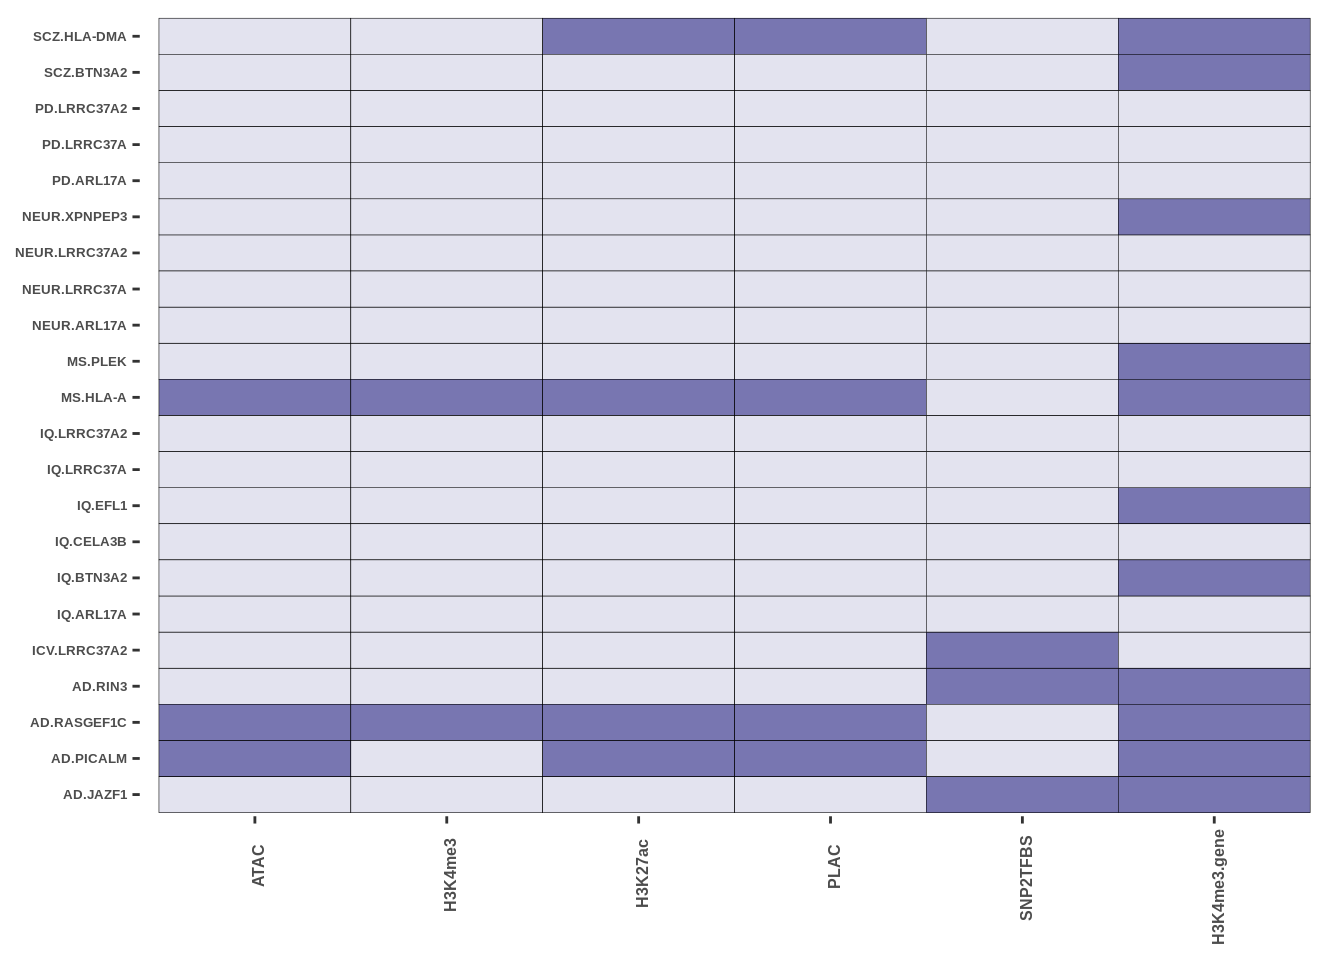 SCZ.HLA-DMA
SCZ.BTN3A2
PD.LRRC37A2
PD.LRRC37A
PD.ARL17A
NEUR.XPNPEP3
NEUR.LRRC37A2
NEUR.LRRC37A
NEUR.ARL17A
MS.PLEK
MS.HLA-A
IQ.LRRC37A2
IQ.LRRC37A
IQ.EFL1
IQ.CELA3B
IQ.BTN3A2
IQ.ARL17A
ICV.LRRC37A2
AD.RIN3
AD.RASGEF1C
AD.PICALM
AD.JAZF1
ATAC
H3K4me3
H3K27ac
PLAC
SNP2TFBS
H3K4me3.gene